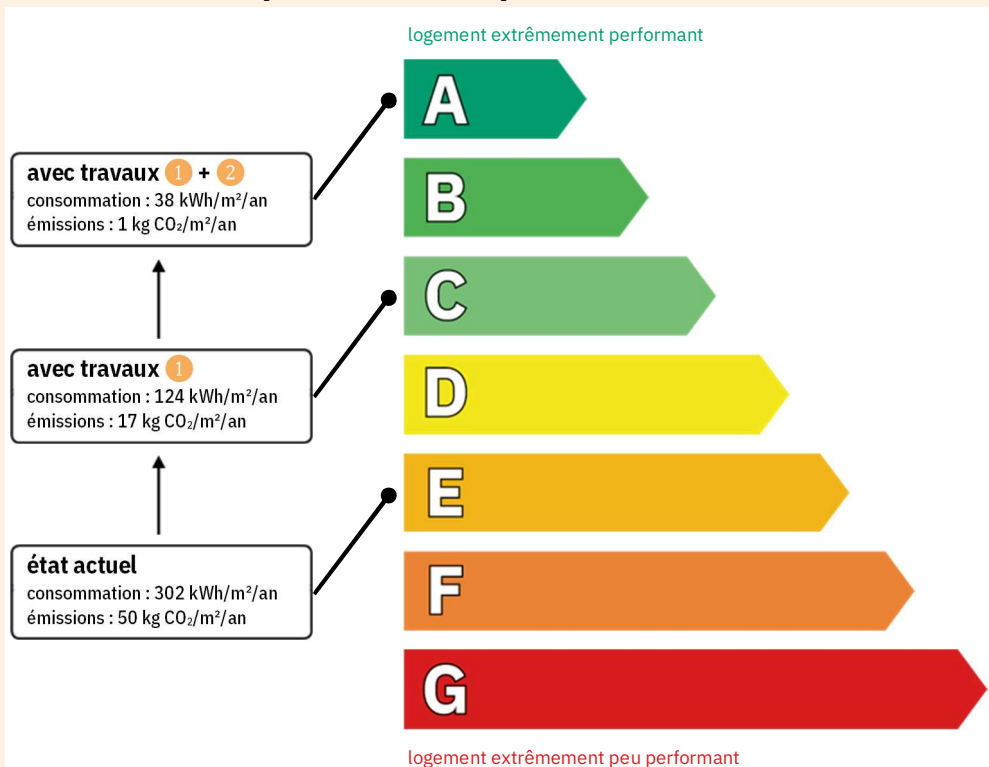 logement extrêmement performant
A
avec travaux 1 + 2
consommation : 38 kWh/m²/an
émissions : 1 kg CO₂/m²/an
B
C
avec travaux 1
consommation : 124 kWh/m²/an
émissions : 17 kg CO₂/m²/an
D
E
état actuel
consommation : 302 kWh/m²/an
émissions : 50 kg CO₂/m²/an
F
G
logement extrêmement peu performant